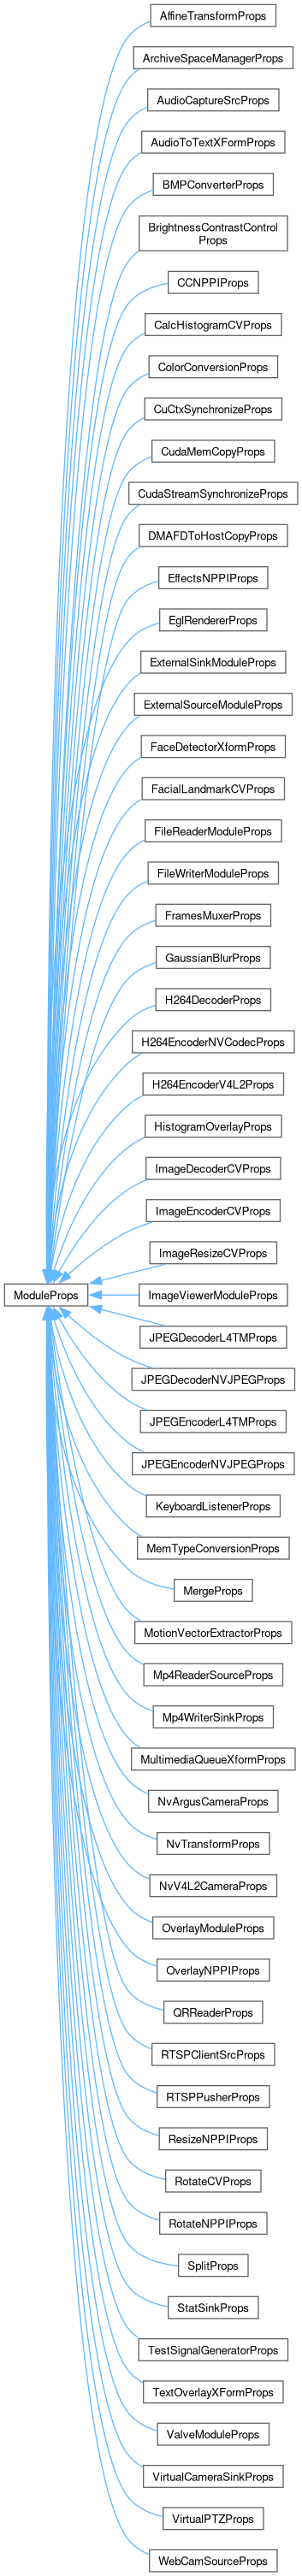 AffineTransformProps
ArchiveSpaceManagerProps
AudioCaptureSrcProps
AudioToTextXFormProps
BMPConverterProps
BrightnessContrastControl
Props
CCNPPIProps
CalcHistogramCVProps
ColorConversionProps
CuCtxSynchronizeProps
CudaMemCopyProps
CudaStreamSynchronizeProps
DMAFDToHostCopyProps
EffectsNPPIProps
EglRendererProps
ExternalSinkModuleProps
ExternalSourceModuleProps
FaceDetectorXformProps
FacialLandmarkCVProps
FileReaderModuleProps
FileWriterModuleProps
FramesMuxerProps
GaussianBlurProps
H264DecoderProps
H264EncoderNVCodecProps
H264EncoderV4L2Props
HistogramOverlayProps
ImageDecoderCVProps
ImageEncoderCVProps
ImageResizeCVProps
ModuleProps
ImageViewerModuleProps
JPEGDecoderL4TMProps
JPEGDecoderNVJPEGProps
JPEGEncoderL4TMProps
JPEGEncoderNVJPEGProps
KeyboardListenerProps
MemTypeConversionProps
MergeProps
MotionVectorExtractorProps
Mp4ReaderSourceProps
Mp4WriterSinkProps
MultimediaQueueXformProps
NvArgusCameraProps
NvTransformProps
NvV4L2CameraProps
OverlayModuleProps
OverlayNPPIProps
QRReaderProps
RTSPClientSrcProps
RTSPPusherProps
ResizeNPPIProps
RotateCVProps
RotateNPPIProps
SplitProps
StatSinkProps
TestSignalGeneratorProps
TextOverlayXFormProps
ValveModuleProps
VirtualCameraSinkProps
VirtualPTZProps
WebCamSourceProps